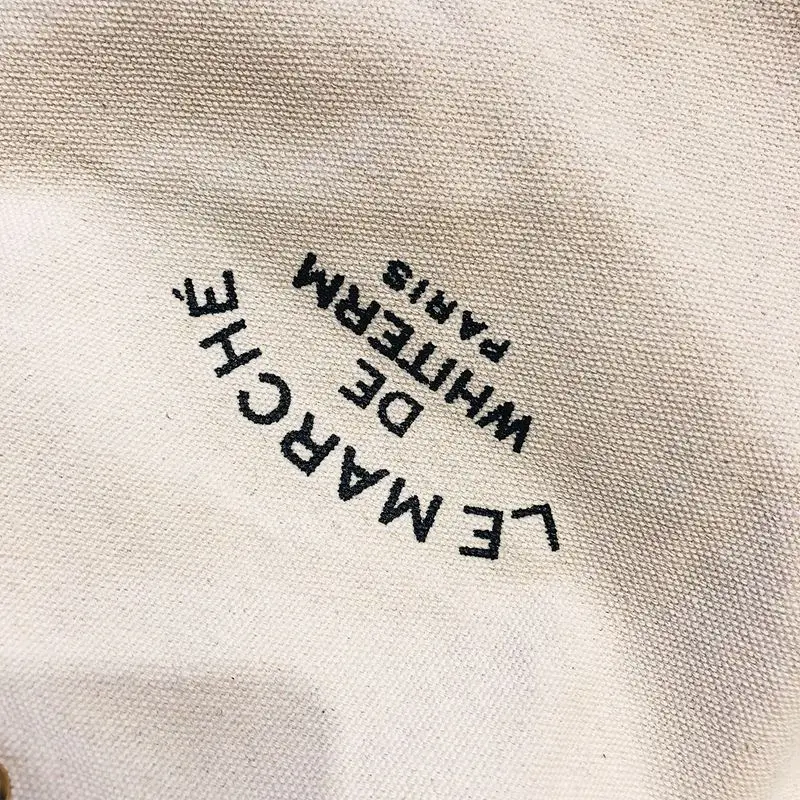 LE MARCHÉ
DE
WHITERM
PARIS